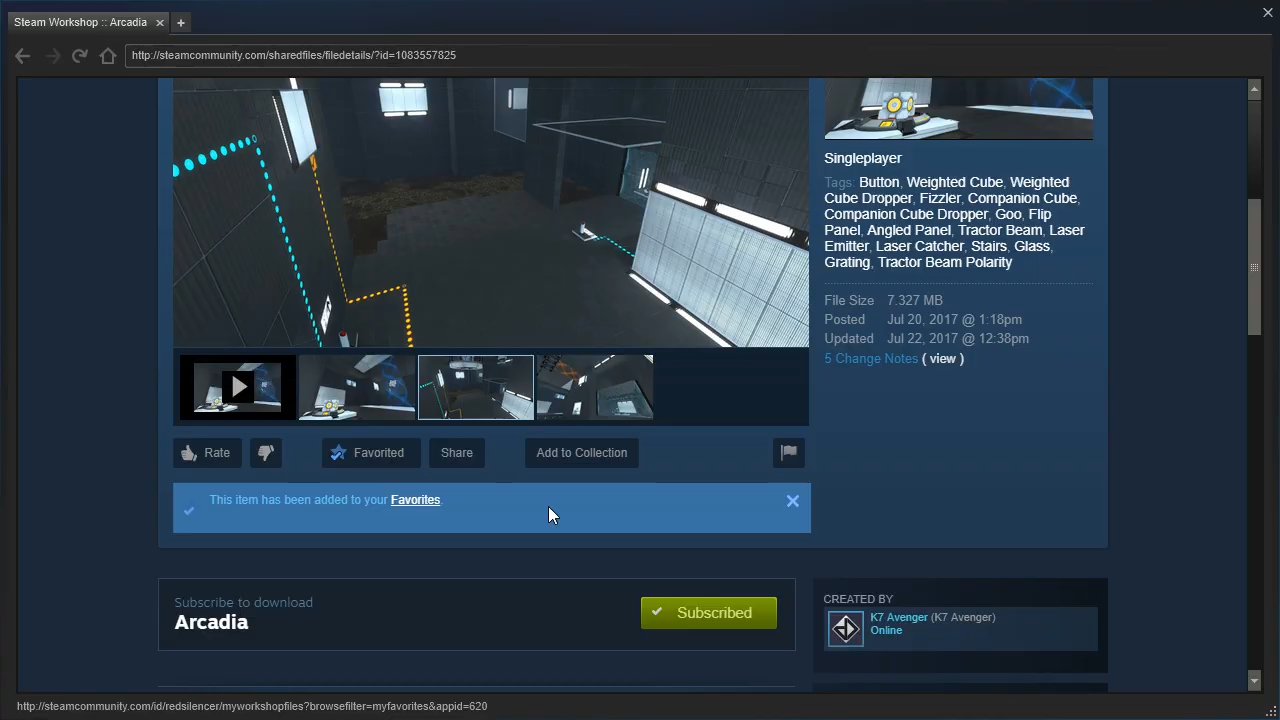 Steam Workshop :: Arcadia
http://steamcommunity.com/sharedfiles/filedetails/?id=1083557825
Singleplayer
Tags: Button, Weighted Cube, Weighted
Cube Dropper, Fizzler, Companion Cube,
Companion Cube Dropper, Goo, Flip
Panel, Angled Panel, Tractor Beam, Laser
Emitter, Laser Catcher, Stairs, Glass,
Grating, Tractor Beam Polarity
File Size 7.327 MB
Posted Jul 20, 2017 @ 1:18pm
Updated Jul 22, 2017 @ 12:38pm
5 Change Notes ( view )
Rate
Favorited
Share
Add to Collection
This item has been added to your Favorites.
Subscribe to download
Arcadia
Subscribed
CREATED BY
K7 Avenger (K7 Avenger)
Online
http://steamcommunity.com/id/redsilencer/myworkshopfiles?browsefilter=myfavorites&appid=620